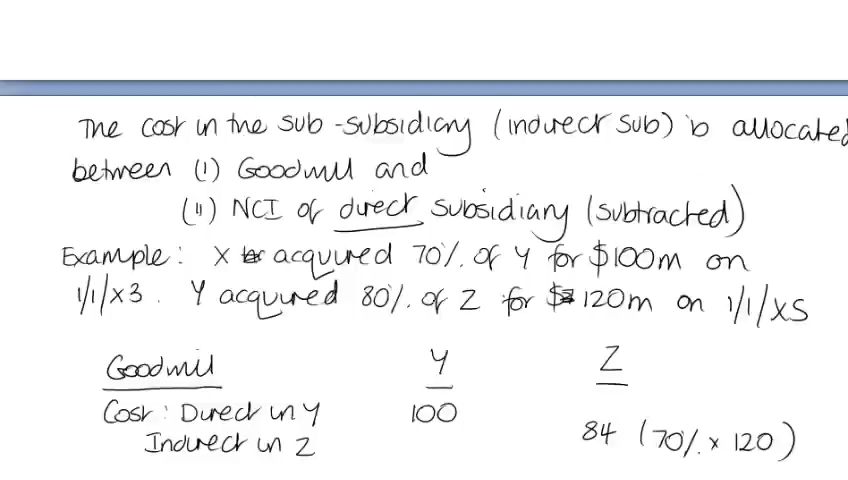 The cost in the sub-subsidiary (indirect sub) is allocated
between (i) Goodwill and
(ii) NCI of direct subsidiary (subtracted)
Example: X acquired 70% of Y for $100m on
1/1/X3. Y acquired 80% of Z for $120m on 1/1/X5
Goodwill Y Z
Cost: Direct in Y 100
Indirect in Z 84 (70% x 120)